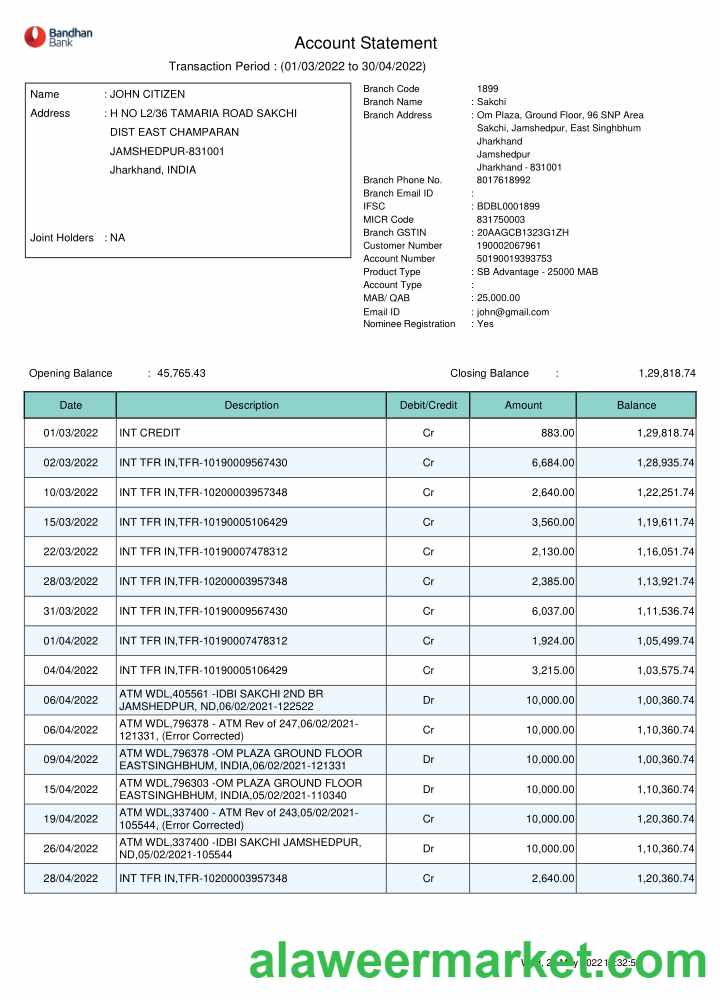 Bandhan
Bank
Account Statement
Transaction Period : (01/03/2022 to 30/04/2022)
Name : JOHN CITIZEN
Address : H NO L2/36 TAMARIA ROAD SAKCHI
DIST EAST CHAMPARAN
JAMSHEDPUR-831001
Jharkhand, INDIA
Joint Holders : NA
Branch Code 1899
Branch Name : Sakchi
Branch Address : Om Plaza, Ground Floor, 96 SNP Area
Sakchi, Jamshedpur, East Singhbhum
Jharkhand
Jamshedpur
Jharkhand - 831001
Branch Phone No. 8017618992
Branch Email ID :
IFSC : BDBL0001899
MICR Code 831750003
Branch GSTIN : 20AAGCB1323G1ZH
Customer Number 190002067961
Account Number 50190019393753
Product Type : SB Advantage - 25000 MAB
Account Type :
MAB/ QAB : 25,000.00
Email ID : john@gmail.com
Nominee Registration : Yes
Opening Balance : 45,765.43 Closing Balance : 1,29,818.74
Date Description Debit/Credit Amount Balance
01/03/2022 INT CREDIT Cr 883.00 1,29,818.74
02/03/2022 INT TFR IN,TFR-10190009567430 Cr 6,684.00 1,28,935.74
10/03/2022 INT TFR IN,TFR-10200003957348 Cr 2,640.00 1,22,251.74
15/03/2022 INT TFR IN,TFR-10190005106429 Cr 3,560.00 1,19,611.74
22/03/2022 INT TFR IN,TFR-10190007478312 Cr 2,130.00 1,16,051.74
28/03/2022 INT TFR IN,TFR-10200003957348 Cr 2,385.00 1,13,921.74
31/03/2022 INT TFR IN,TFR-10190009567430 Cr 6,037.00 1,11,536.74
01/04/2022 INT TFR IN,TFR-10190007478312 Cr 1,924.00 1,05,499.74
04/04/2022 INT TFR IN,TFR-10190005106429 Cr 3,215.00 1,03,575.74
06/04/2022 ATM WDL,405561 -IDBI SAKCHI 2ND BR Dr 10,000.00 1,00,360.74
JAMSHEDPUR, ND,06/02/2021-122522
06/04/2022 ATM WDL,796378 - ATM Rev of 247,06/02/2021- Cr 10,000.00 1,10,360.74
121331, (Error Corrected)
09/04/2022 ATM WDL,796378 -OM PLAZA GROUND FLOOR Dr 10,000.00 1,00,360.74
EASTSINGHBHUM, INDIA,06/02/2021-121331
15/04/2022 ATM WDL,796303 -OM PLAZA GROUND FLOOR Dr 10,000.00 1,10,360.74
EASTSINGHBHUM, INDIA,05/02/2021-110340
19/04/2022 ATM WDL,337400 - ATM Rev of 243,05/02/2021- Cr 10,000.00 1,20,360.74
105544, (Error Corrected)
26/04/2022 ATM WDL,337400 -IDBI SAKCHI JAMSHEDPUR, Dr 10,000.00 1,10,360.74
ND,05/02/2021-105544
28/04/2022 INT TFR IN,TFR-10200003957348 Cr 2,640.00 1,20,360.74
alaweermarket.com